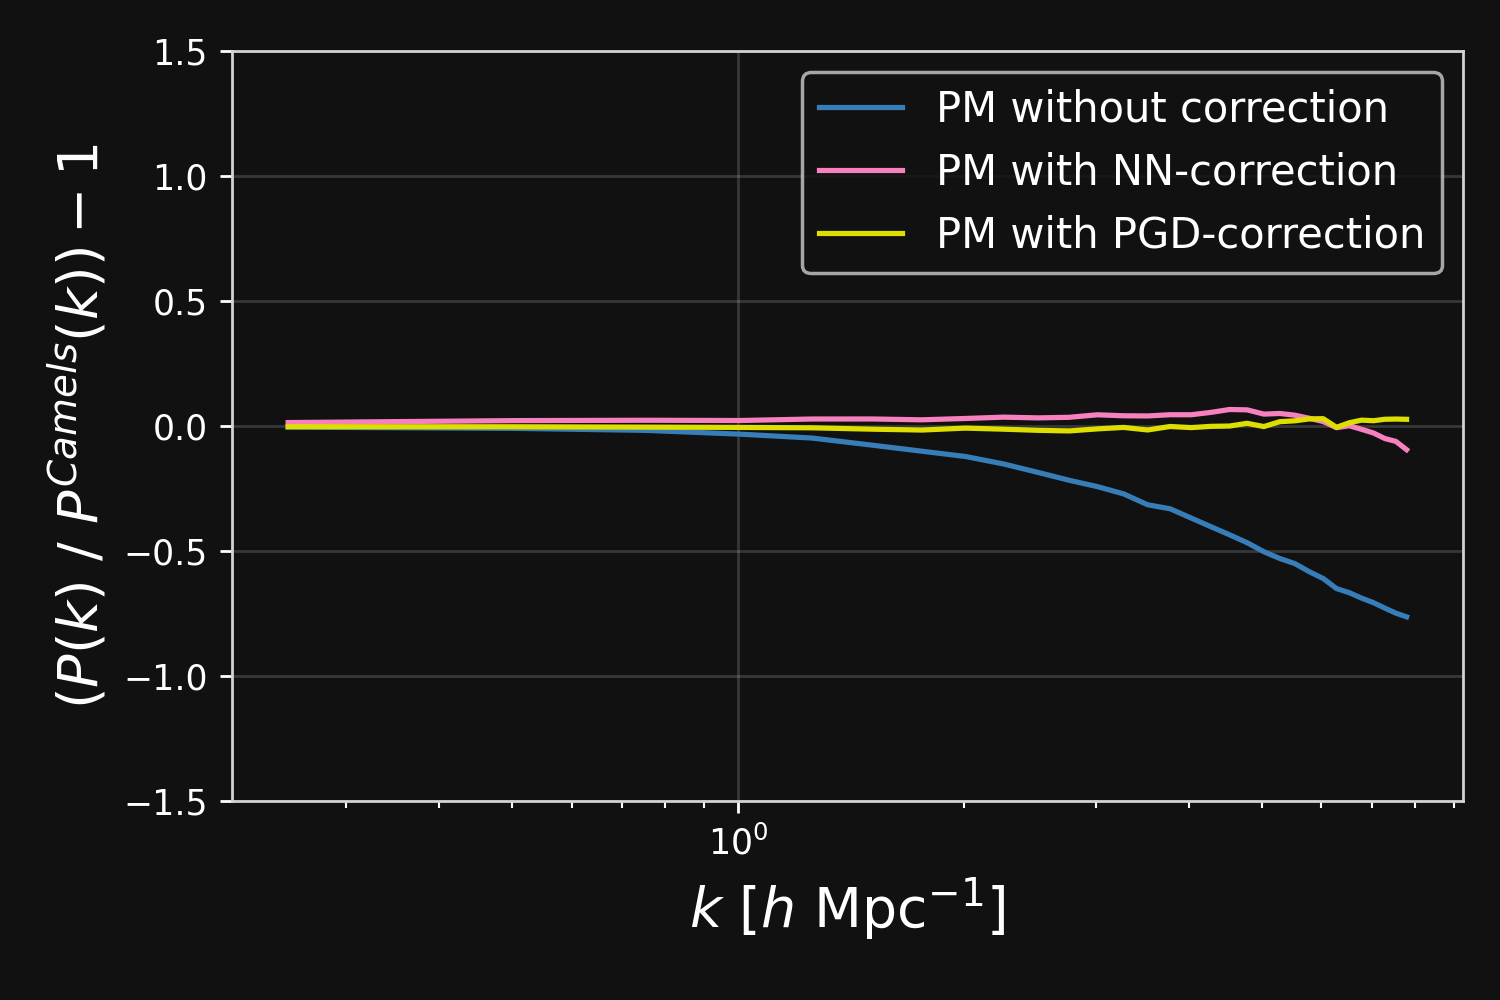 1.5
1.0
0.5
0.0
−0.5
−1.0
−1.5
(P(k) / P^{Camels}(k)) − 1
PM without correction
PM with NN-correction
PM with PGD-correction
10^0
k [h Mpc^{−1}]